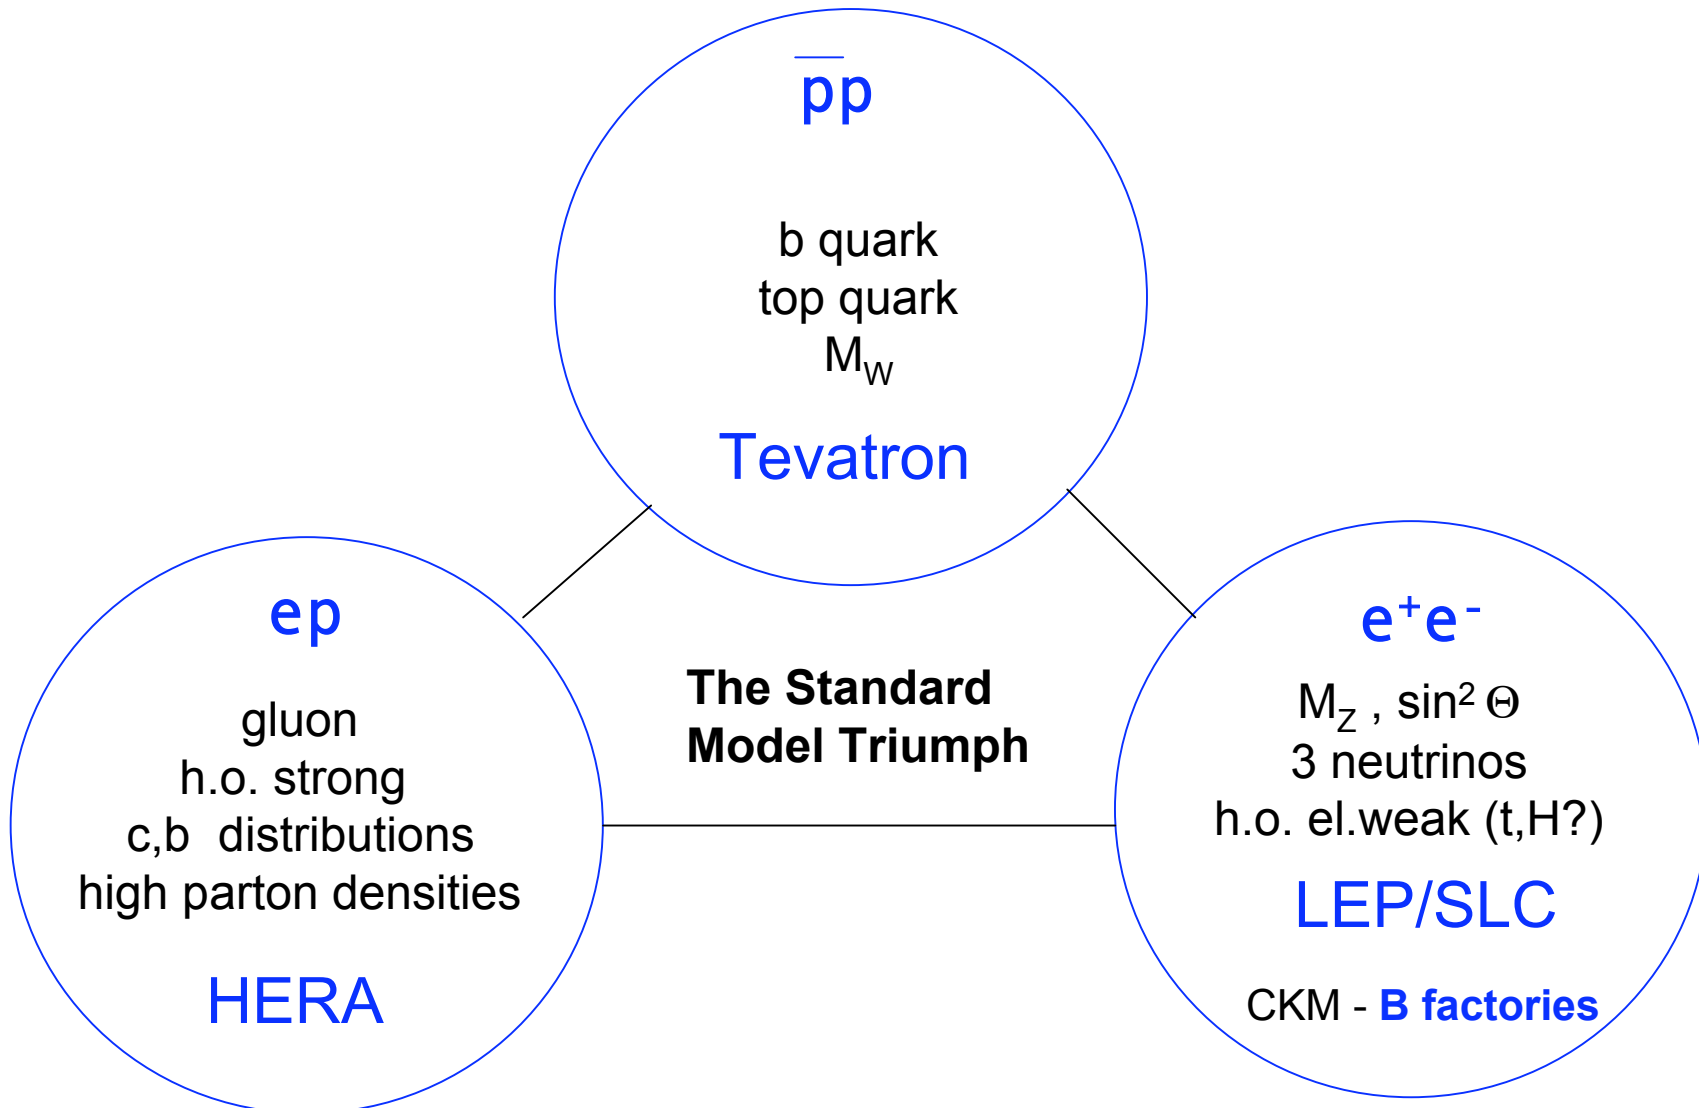 p̅p
b quark
top quark
M_W
Tevatron
ep
gluon
h.o. strong
c,b distributions
high parton densities
HERA
The Standard
Model Triumph
e⁺e⁻
M_Z , sin² Θ
3 neutrinos
h.o. el.weak (t,H?)
LEP/SLC
CKM - B factories